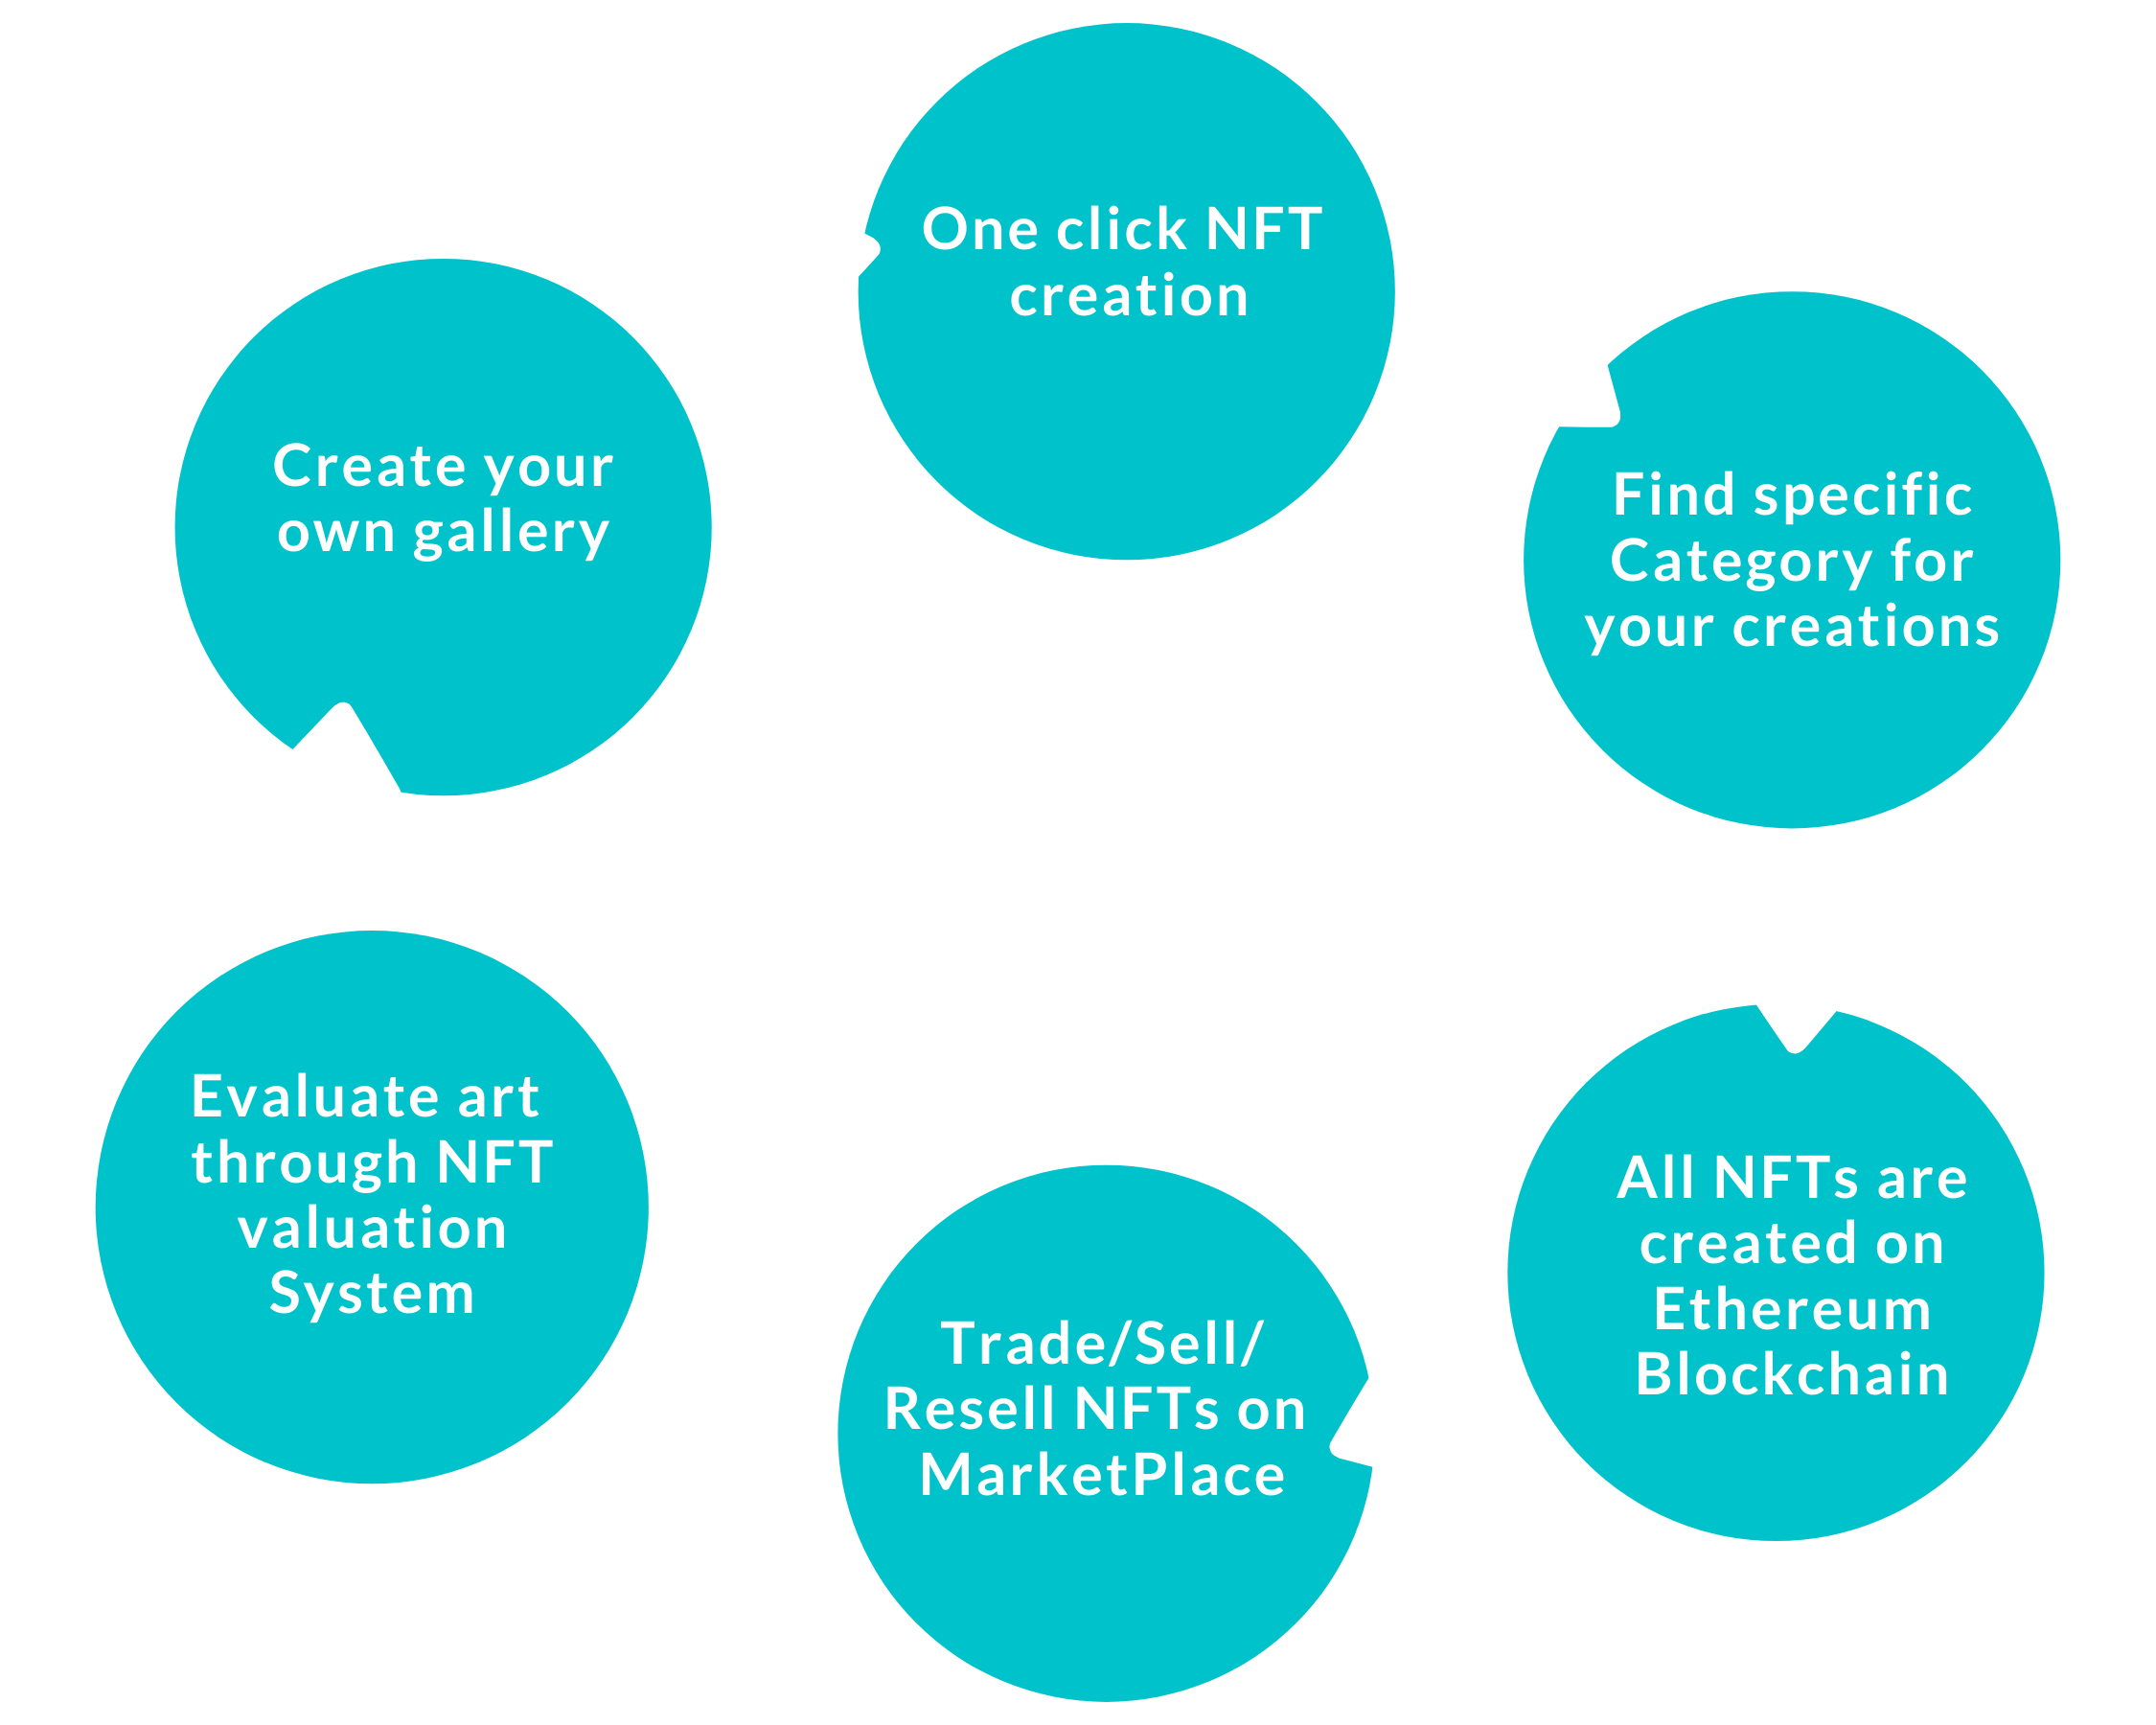 One click NFT
creation
Create your
own gallery
Find specific
Category for
your creations
Evaluate art
through NFT
valuation
System
All NFTs are
created on
Ethereum
Blockchain
Trade/Sell/
Resell NFTs on
MarketPlace